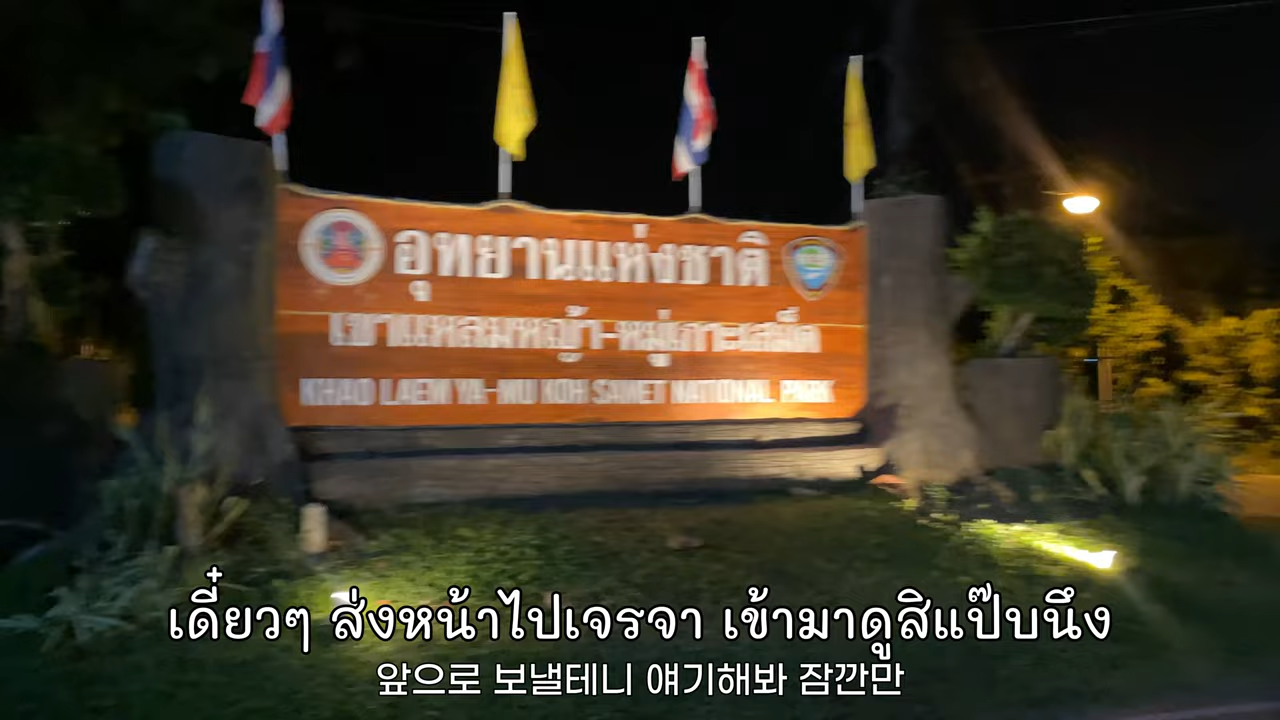 อุทยานแห่งชาติ
เขาแหลมหญ้า-หมู่เกาะเสม็ด
KHAO LAEM YA-MU KOH SAMET NATIONAL PARK
เดี๋ยวๆ ส่งหน้าไปเจรจา เข้ามาดูสิแป๊บนึง
앞으로 보낼테니 얘기해봐 잠깐만